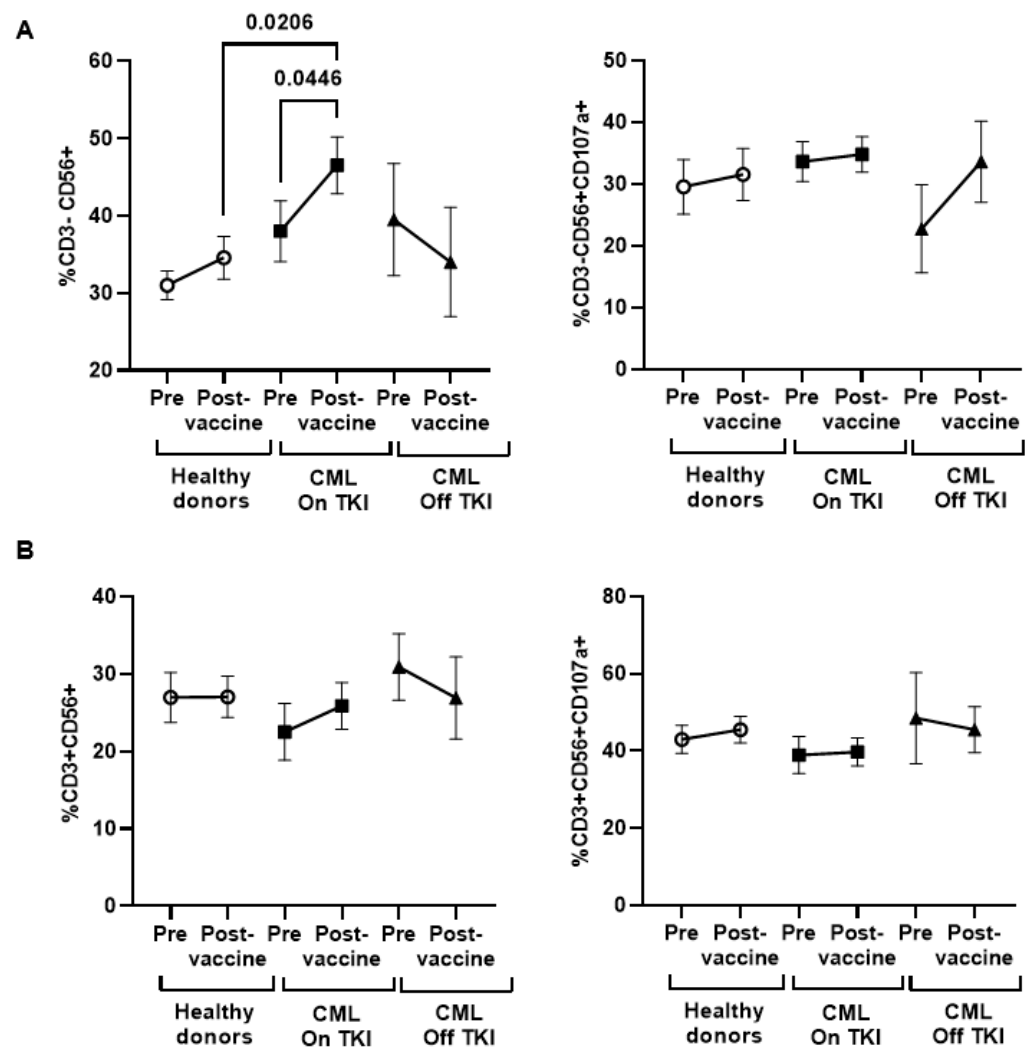 A
0.0206
0.0446
%CD3- CD56+
60
50
40
30
20
Pre Post- Pre Post- Pre Post-
vaccine vaccine vaccine
Healthy donors
CML On TKI
CML Off TKI
%CD3-CD56+CD107a+
50
40
30
20
10
0
Pre Post- Pre Post- Pre Post-
vaccine vaccine vaccine
Healthy donors
CML On TKI
CML Off TKI
B
%CD3+CD56+
40
30
20
10
0
Pre Post- Pre Post- Pre Post-
vaccine vaccine vaccine
Healthy donors
CML On TKI
CML Off TKI
%CD3+CD56+CD107a+
80
60
40
20
0
Pre Post- Pre Post- Pre Post-
vaccine vaccine vaccine
Healthy donors
CML On TKI
CML Off TKI